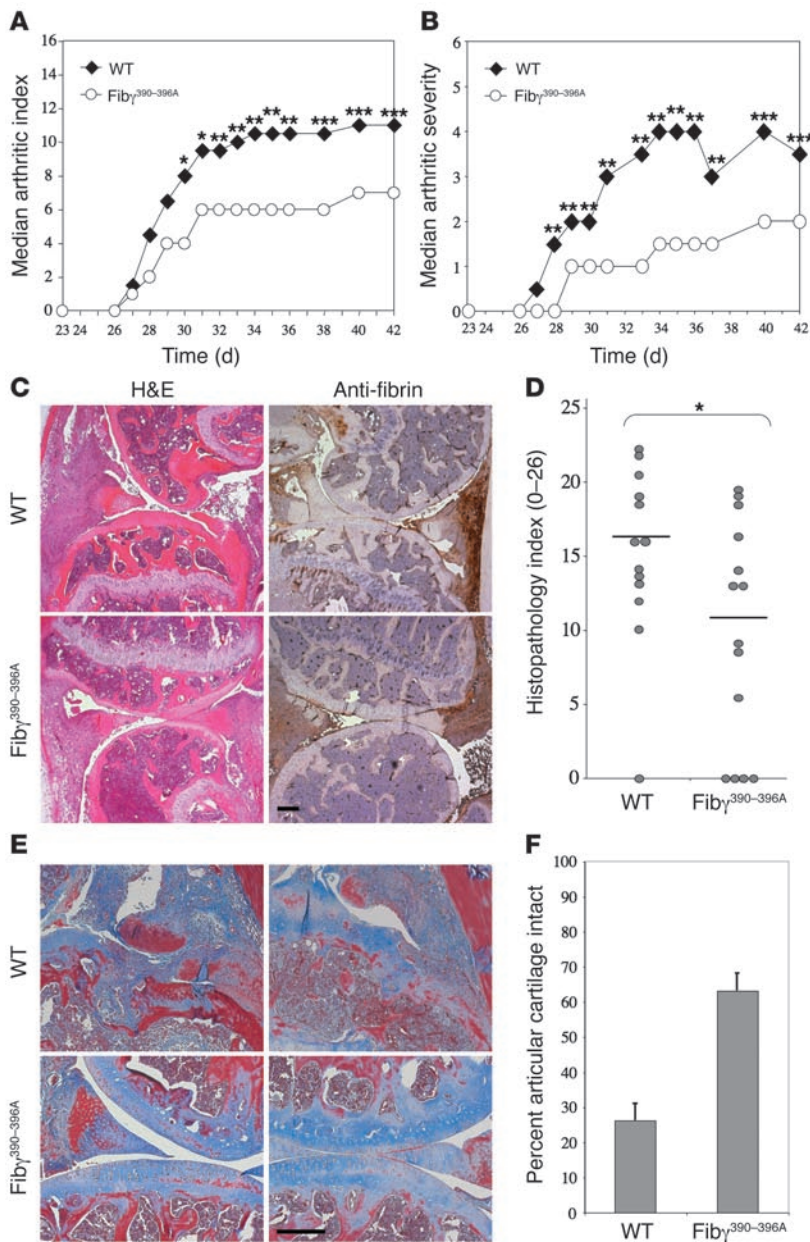 A
Median arthritic index
16
14
12
10
8
6
4
2
0
WT
Fibγ390–396A
* * ** ** ** ** ** *** *** ***
23 24 26 28 30 32 34 36 38 40 42
Time (d)
B
Median arthritic severity
6
5
4
3
2
1
0
WT
Fibγ390–396A
** ** ** ** ** ** ** ** ** *** ***
23 24 26 28 30 32 34 36 38 40 42
Time (d)
C
H&E
Anti-fibrin
WT
Fibγ390–396A
D
Histopathology index (0–26)
25
20
15
10
5
0
*
WT
Fibγ390–396A
E
WT
Fibγ390–396A
F
Percent articular cartilage intact
100
90
80
70
60
50
40
30
20
10
0
WT
Fibγ390–396A